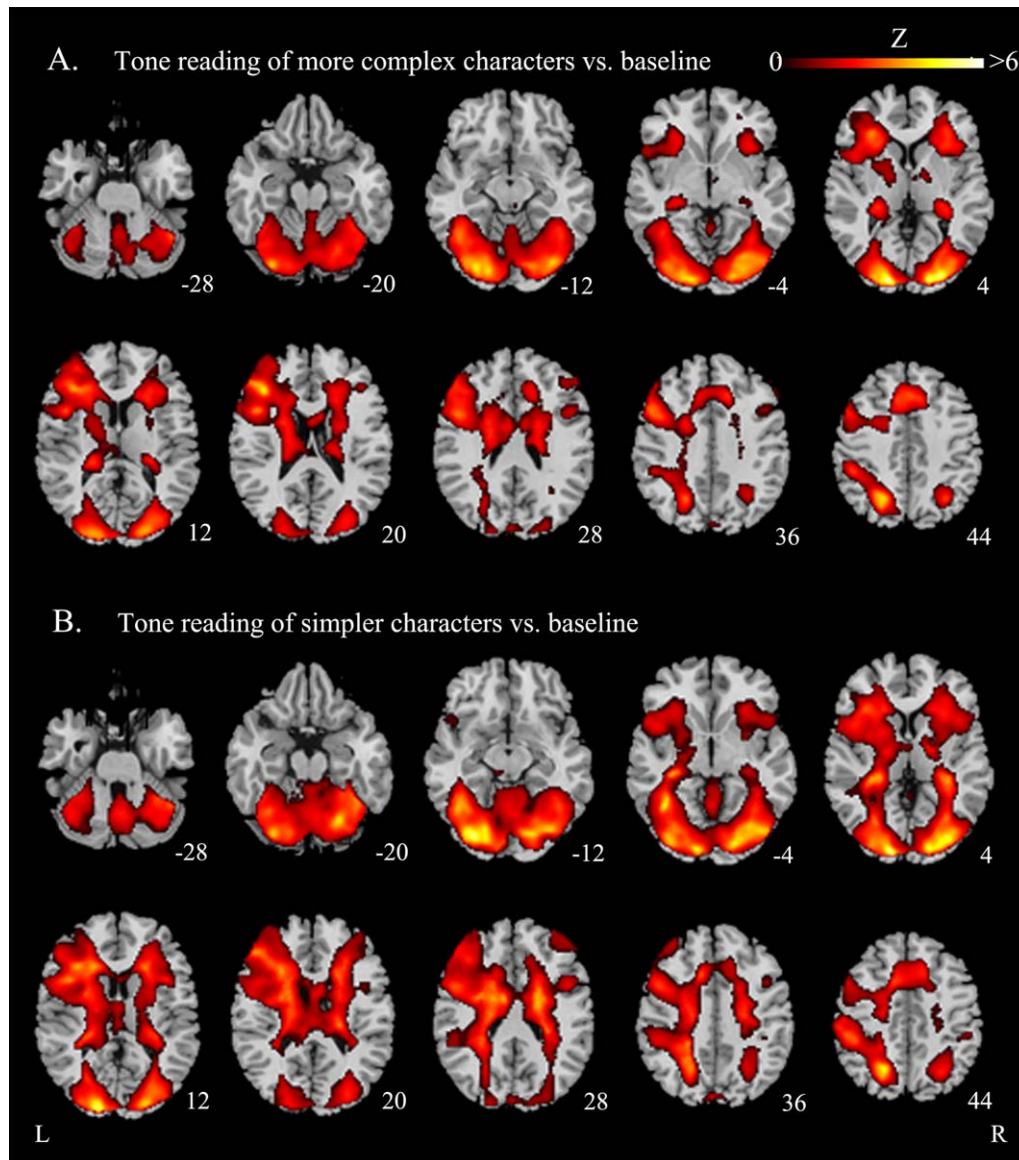 A. Tone reading of more complex characters vs. baseline
Z
0 >6
-28 -20 -12 -4 4
12 20 28 36 44
B. Tone reading of simpler characters vs. baseline
-28 -20 -12 -4 4
12 20 28 36 44
L R